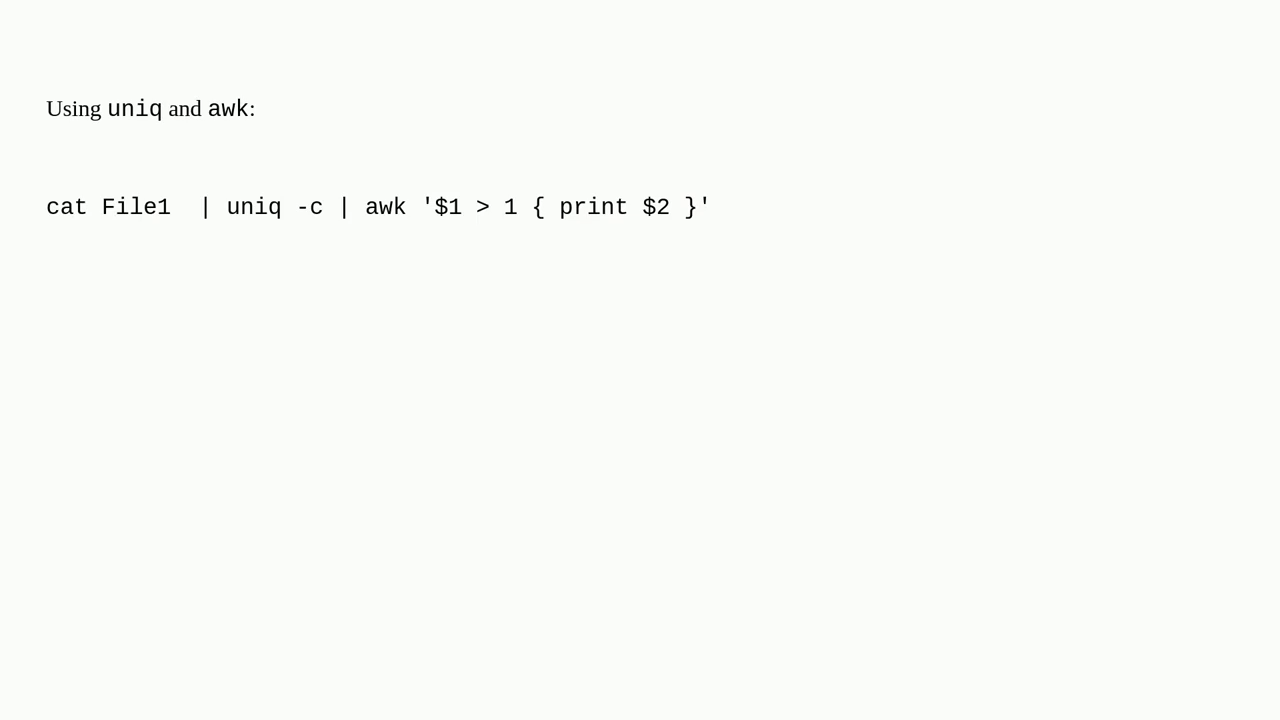 Using uniq and awk:
cat File1  | uniq -c | awk '$1 > 1 { print $2 }'